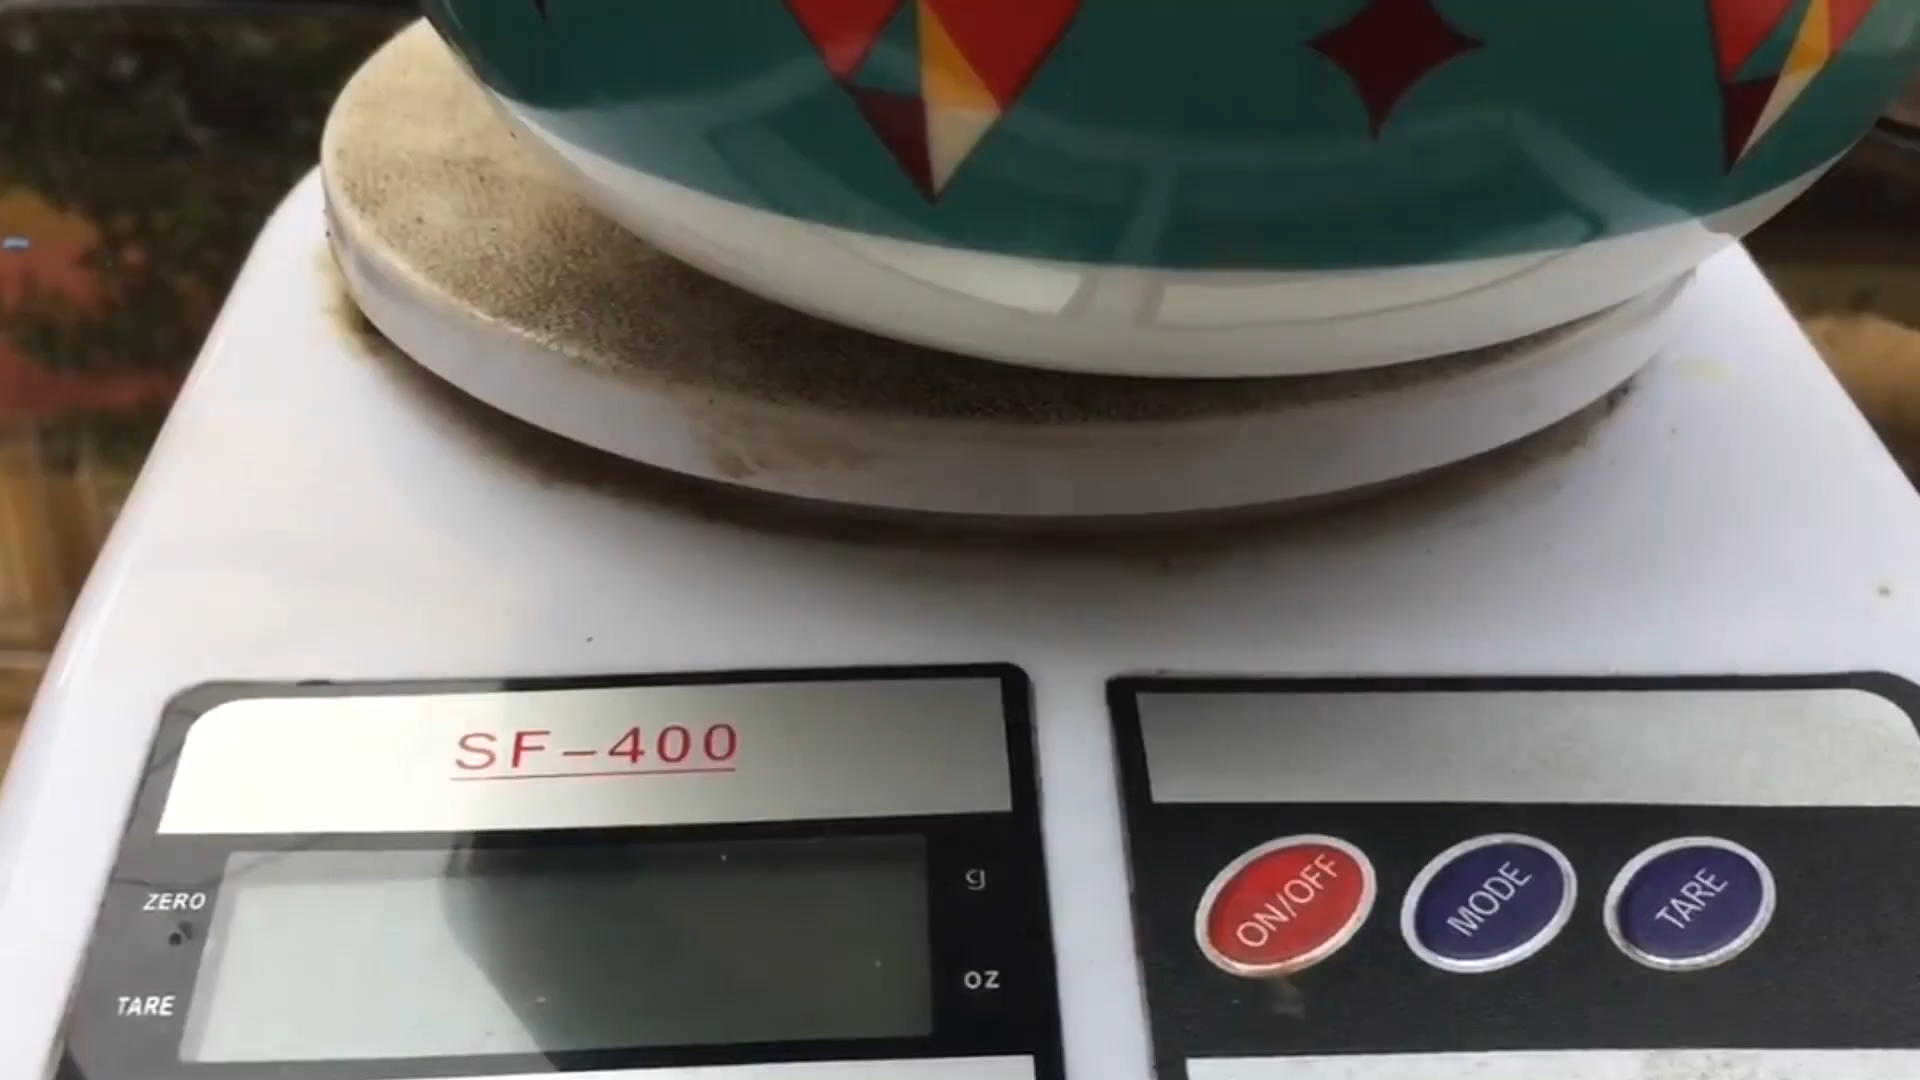 SF-400
ZERO
g
TARE
oz
ON/OFF
MODE
TARE